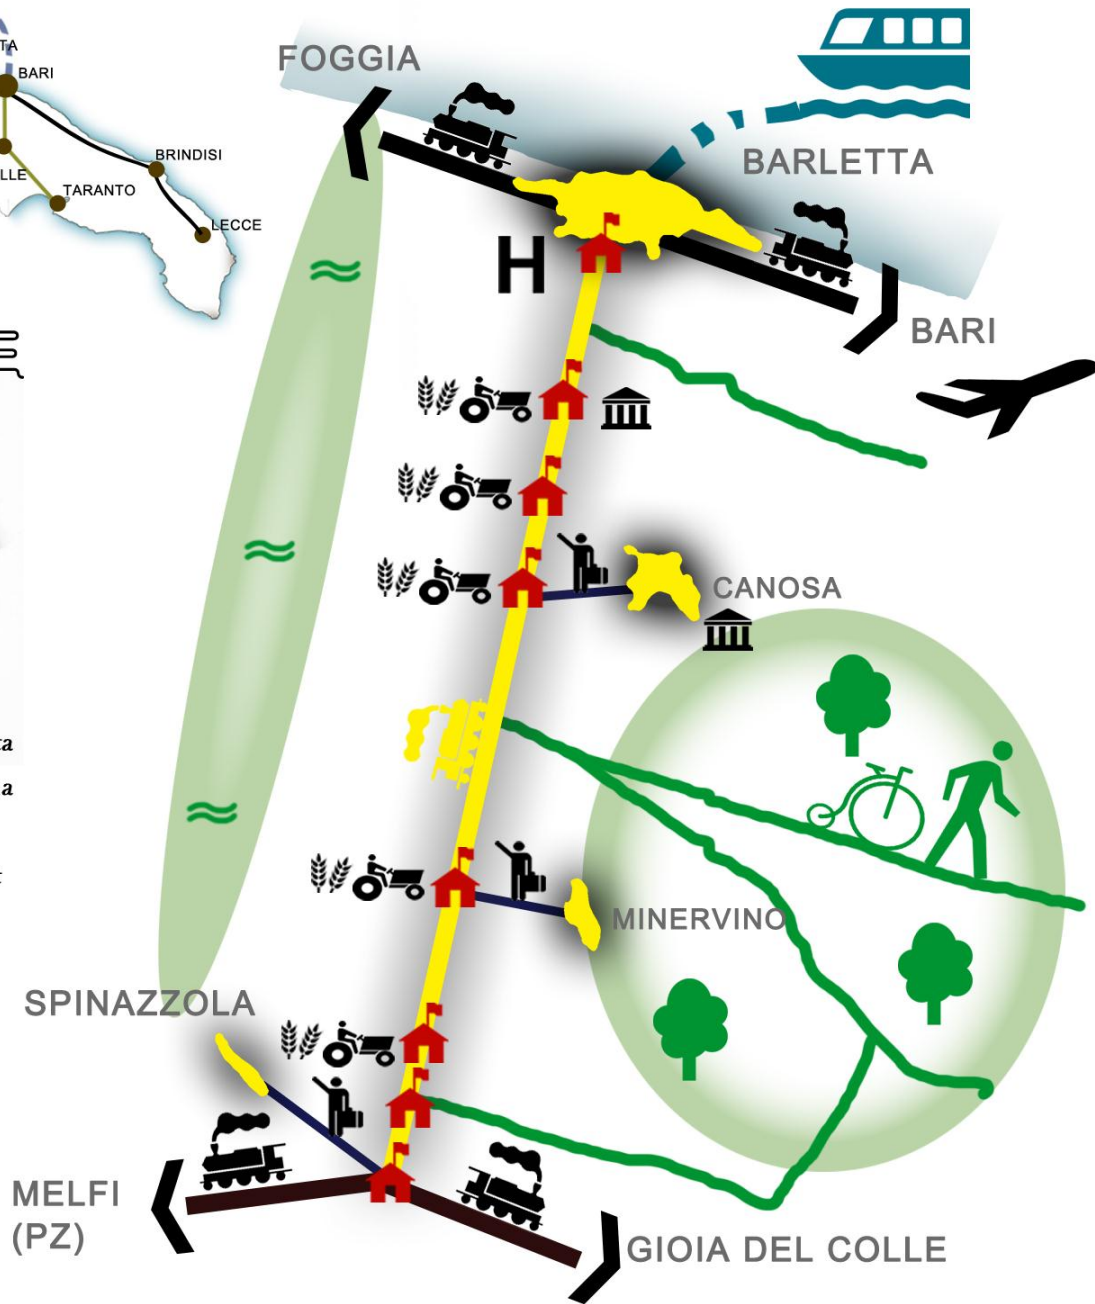 BARI
BRINDISI
TARANTO
LECCE
FOGGIA
BARLETTA
H
BARI
CANOSA
MINERVINO
SPINAZZOLA
MELFI
(PZ)
GIOIA DEL COLLE